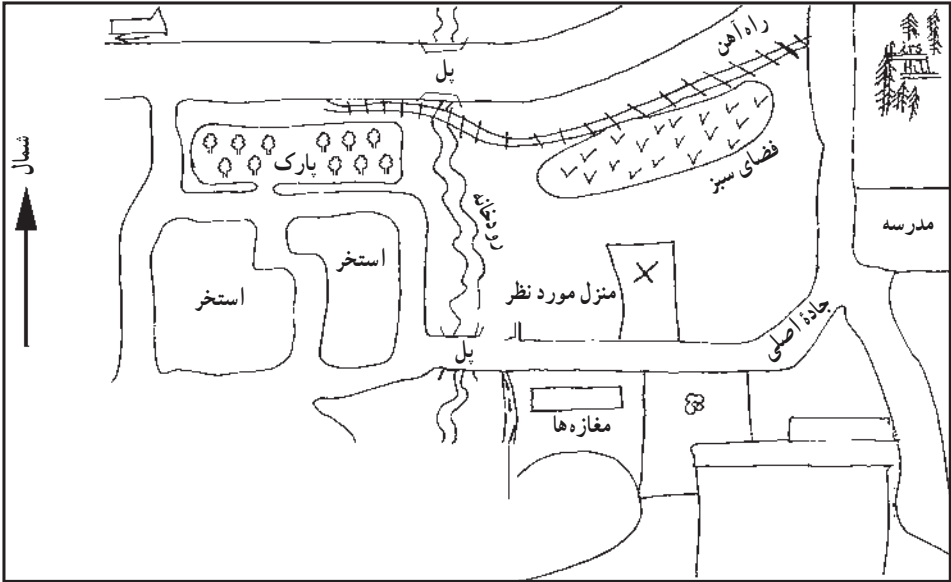 راه‌آهن
پل
شمال
پارک
فضای سبز
رودخانه
مدرسه
استخر
استخر
منزل مورد نظر
جادهٔ اصلی
پل
مغازه‌ها